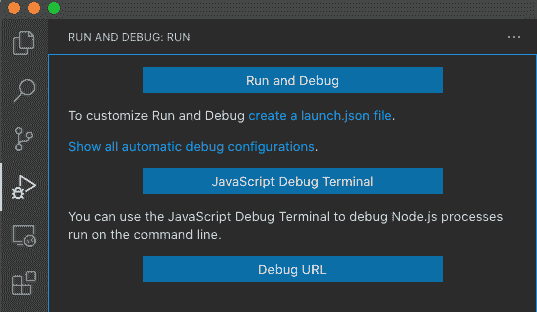 RUN AND DEBUG: RUN
Run and Debug
To customize Run and Debug create a launch.json file.
Show all automatic debug configurations.
JavaScript Debug Terminal
You can use the JavaScript Debug Terminal to debug Node.js processes
run on the command line.
Debug URL